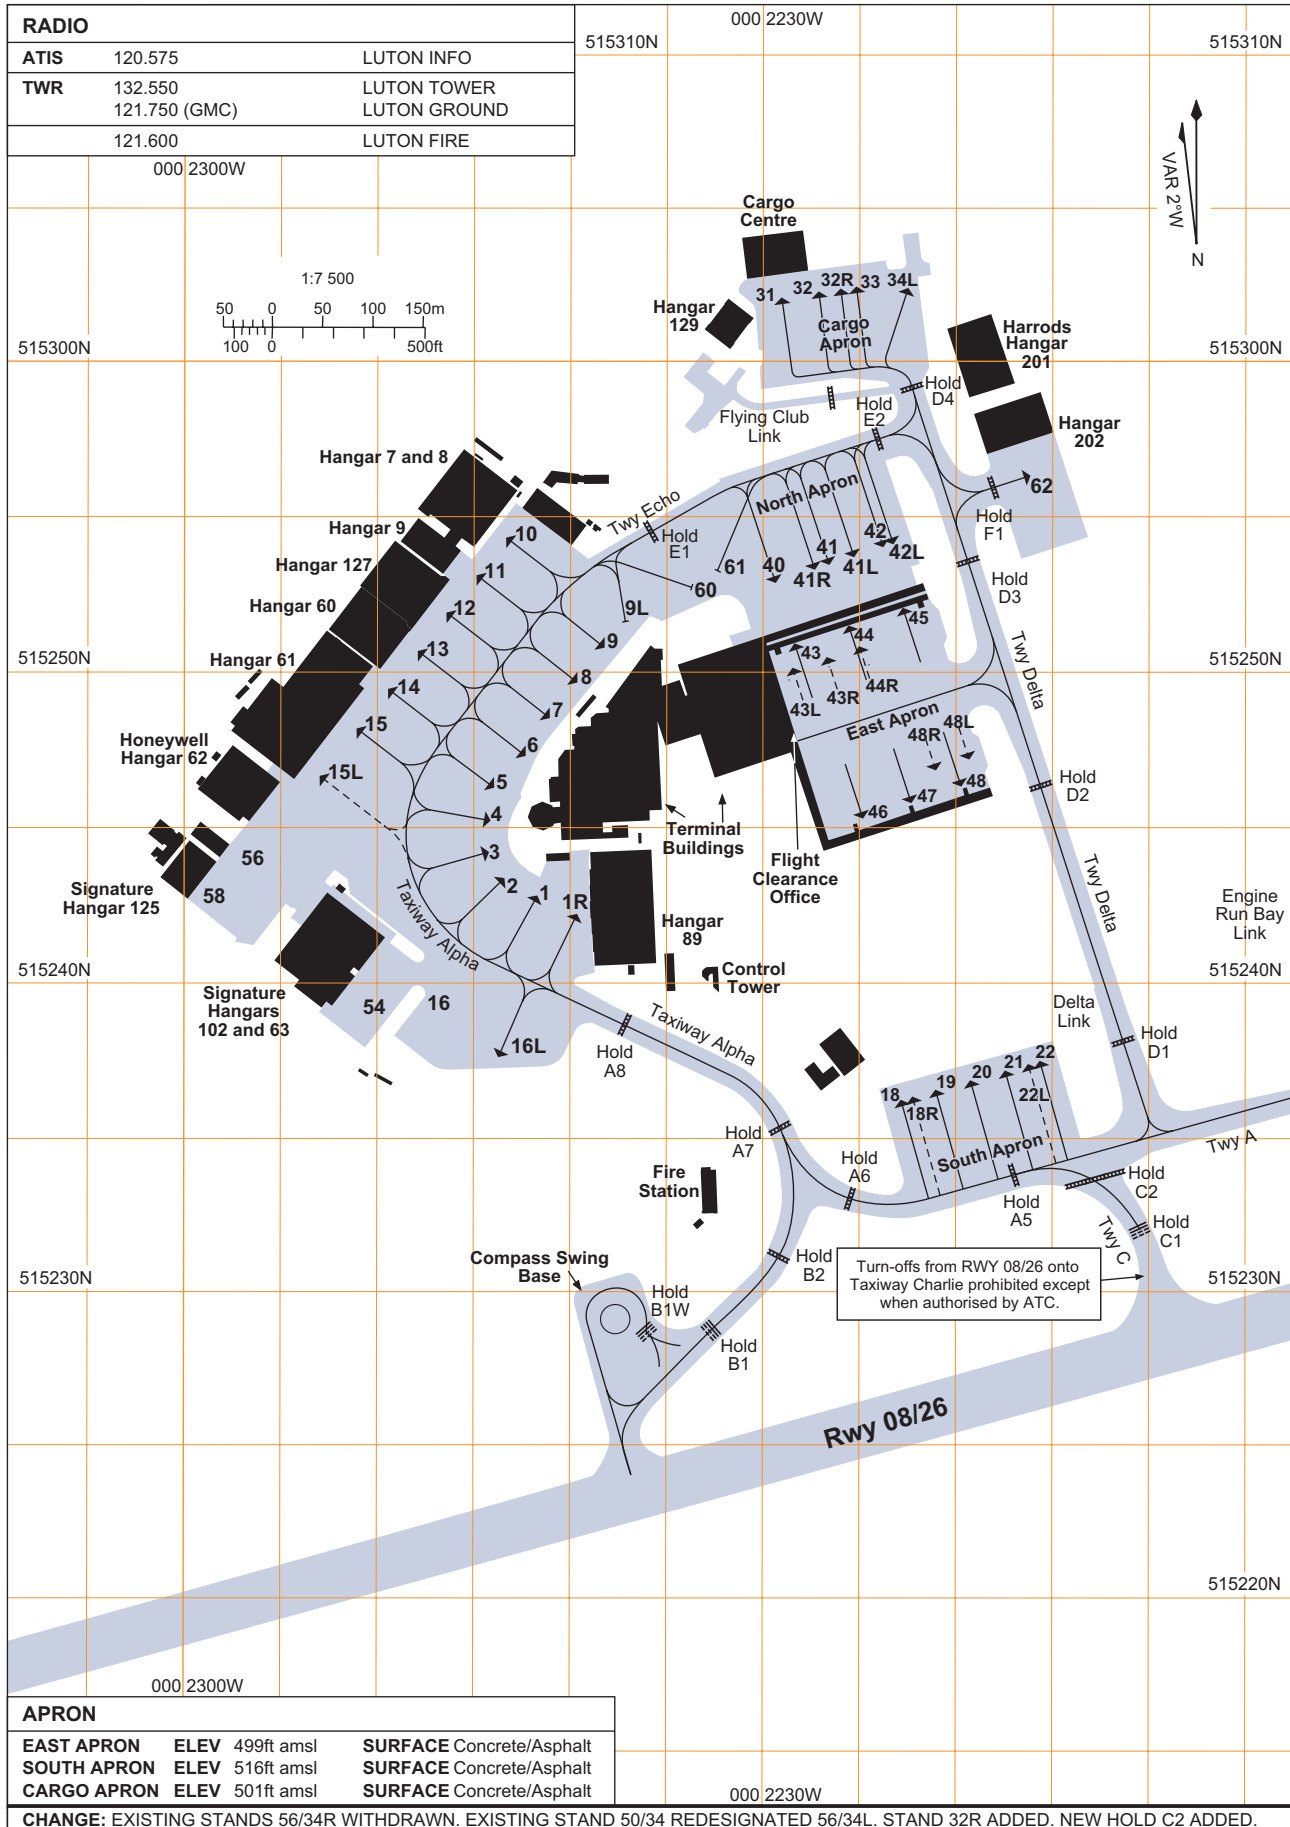 RADIO
ATIS 120.575 LUTON INFO
TWR 132.550 LUTON TOWER
121.750 (GMC) LUTON GROUND
121.600 LUTON FIRE
000 2230W
515310N
515310N
000 2300W
VAR 2°W
N
1:7 500
50 0 50 100 150m
100 0 500ft
Cargo
Centre
31
32
32R
33
34L
Hangar
129
Cargo
Apron
Harrods
Hangar
201
515300N
515300N
Hold
D4
Hold
E2
Flying Club
Link
Hangar
202
Hangar 7 and 8
62
North Apron
Twy Echo
Hold
F1
Hangar 9
10
Hold
E1
42
41
42L
Hangar 127
11
61
40
41R
41L
Hold
D3
Hangar 60
12
60
9L
45
9
44
13
43
Hangar 61
515250N
515250N
8
Twy Delta
14
43R
44R
43L
7
East Apron
48L
15
48R
Honeywell
Hangar 62
6
15L
5
48
Hold
D2
47
4
46
Terminal
Buildings
3
56
Flight
Clearance
Office
2
Signature
Hangar 125
58
1
1R
Twy Delta
Engine
Run Bay
Link
Taxiway Alpha
Hangar
89
515240N
515240N
Control
Tower
Signature
Hangars
102 and 63
54
16
Delta
Link
Taxiway Alpha
16L
Hold
A8
Hold
D1
22
21
20
19
22L
18
18R
Hold
A7
South Apron
Twy A
Fire
Station
Hold
A6
Hold
C2
Hold
A5
Twy C
Hold
C1
Compass Swing
Base
Hold
B2
515230N
515230N
Turn-offs from RWY 08/26 onto
Taxiway Charlie prohibited except
when authorised by ATC.
Hold
B1W
Hold
B1
Rwy 08/26
515220N
000 2300W
APRON
EAST APRON ELEV 499ft amsl SURFACE Concrete/Asphalt
SOUTH APRON ELEV 516ft amsl SURFACE Concrete/Asphalt
CARGO APRON ELEV 501ft amsl SURFACE Concrete/Asphalt
000 2230W
CHANGE: EXISTING STANDS 56/34R WITHDRAWN. EXISTING STAND 50/34 REDESIGNATED 56/34L. STAND 32R ADDED. NEW HOLD C2 ADDED.